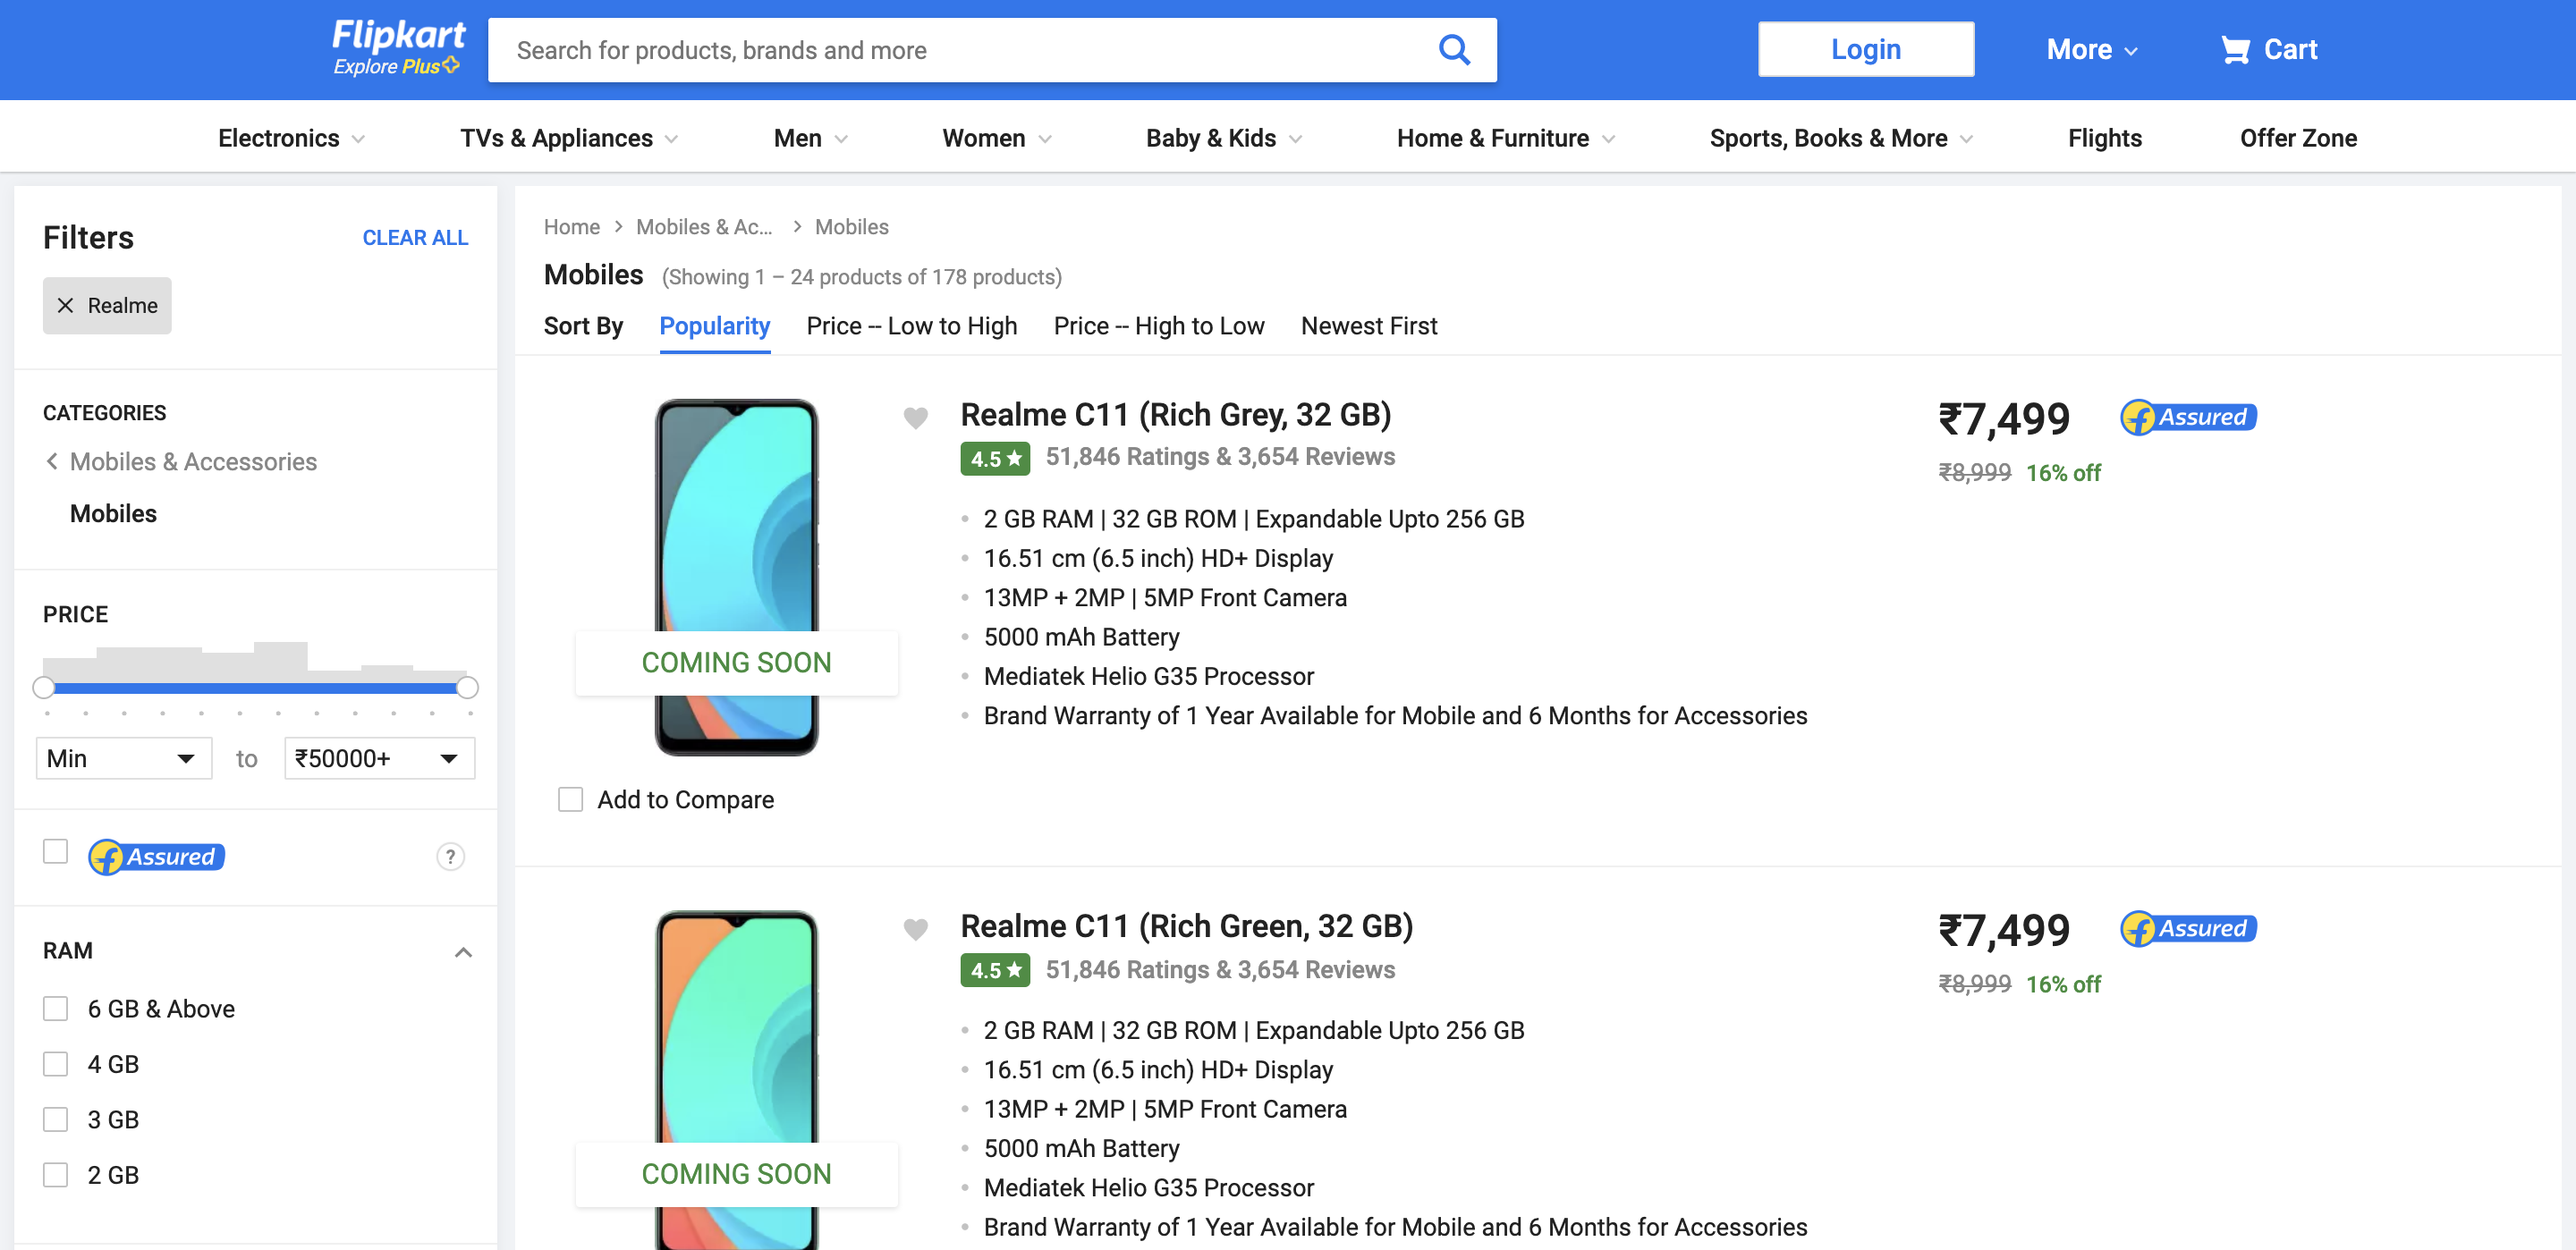 Flipkart
Explore Plus
Search for products, brands and more
Login
More
Cart
Electronics
TVs & Appliances
Men
Women
Baby & Kids
Home & Furniture
Sports, Books & More
Flights
Offer Zone
Filters
CLEAR ALL
Realme
CATEGORIES
Mobiles & Accessories
Mobiles
PRICE
Min
to
₹50000+
Assured
?
RAM
6 GB & Above
4 GB
3 GB
2 GB
Home
Mobiles & Ac...
Mobiles
Mobiles (Showing 1 – 24 products of 178 products)
Sort By
Popularity
Price -- Low to High
Price -- High to Low
Newest First
COMING SOON
Add to Compare
Realme C11 (Rich Grey, 32 GB)
4.5 51,846 Ratings & 3,654 Reviews
2 GB RAM | 32 GB ROM | Expandable Upto 256 GB
16.51 cm (6.5 inch) HD+ Display
13MP + 2MP | 5MP Front Camera
5000 mAh Battery
Mediatek Helio G35 Processor
Brand Warranty of 1 Year Available for Mobile and 6 Months for Accessories
₹7,499
Assured
₹8,999 16% off
COMING SOON
Realme C11 (Rich Green, 32 GB)
4.5 51,846 Ratings & 3,654 Reviews
2 GB RAM | 32 GB ROM | Expandable Upto 256 GB
16.51 cm (6.5 inch) HD+ Display
13MP + 2MP | 5MP Front Camera
5000 mAh Battery
Mediatek Helio G35 Processor
Brand Warranty of 1 Year Available for Mobile and 6 Months for Accessories
₹7,499
Assured
₹8,999 16% off